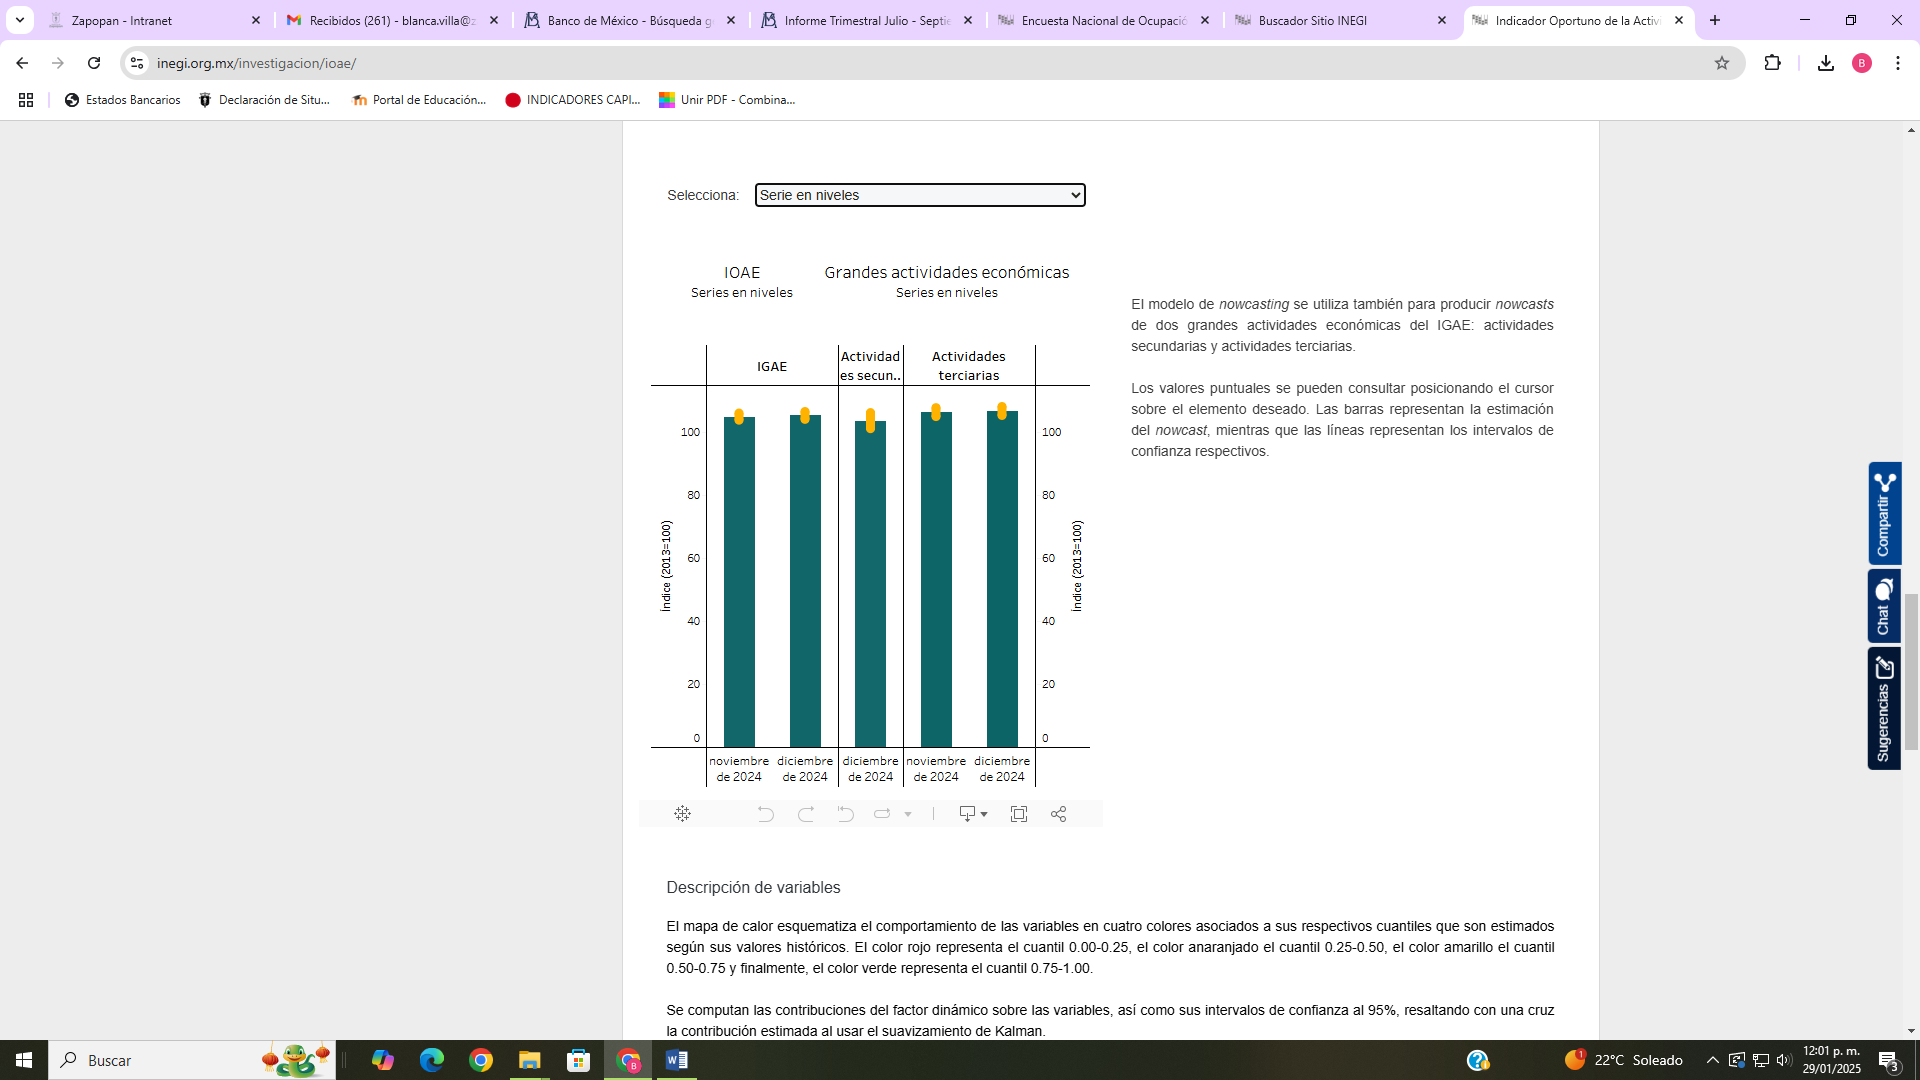 Zapopan - Intranet
Recibidos (261) - blanca.villa@z
Banco de México - Búsqueda g
Informe Trimestral Julio - Septie
Encuesta Nacional de Ocupació
Buscador Sitio INEGI
Indicador Oportuno de la Activi
inegi.org.mx/investigacion/ioae/
B
Estados Bancarios
Declaración de Situ...
Portal de Educación...
INDICADORES CAPI...
Unir PDF - Combina...
Selecciona:
Serie en niveles
IOAE
Series en niveles
Grandes actividades económicas
Series en niveles
IGAE
Actividad
es secun..
Actividades
terciarias
100
80
60
40
20
0
Índice (2013=100)
100
80
60
40
20
0
Índice (2013=100)
noviembre
de 2024
diciembre
de 2024
diciembre
de 2024
noviembre
de 2024
diciembre
de 2024
El modelo de nowcasting se utiliza también para producir nowcasts
de dos grandes actividades económicas del IGAE: actividades
secundarias y actividades terciarias.
Los valores puntuales se pueden consultar posicionando el cursor
sobre el elemento deseado. Las barras representan la estimación
del nowcast, mientras que las líneas representan los intervalos de
confianza respectivos.
Compartir
Chat
Sugerencias
Descripción de variables
El mapa de calor esquematiza el comportamiento de las variables en cuatro colores asociados a sus respectivos cuantiles que son estimados
según sus valores históricos. El color rojo representa el cuantil 0.00-0.25, el color anaranjado el cuantil 0.25-0.50, el color amarillo el cuantil
0.50-0.75 y finalmente, el color verde representa el cuantil 0.75-1.00.
Se computan las contribuciones del factor dinámico sobre las variables, así como sus intervalos de confianza al 95%, resaltando con una cruz
la contribución estimada al usar el suavizamiento de Kalman.
Buscar
B
1
22°C Soleado
12:01 p. m.
29/01/2025
3